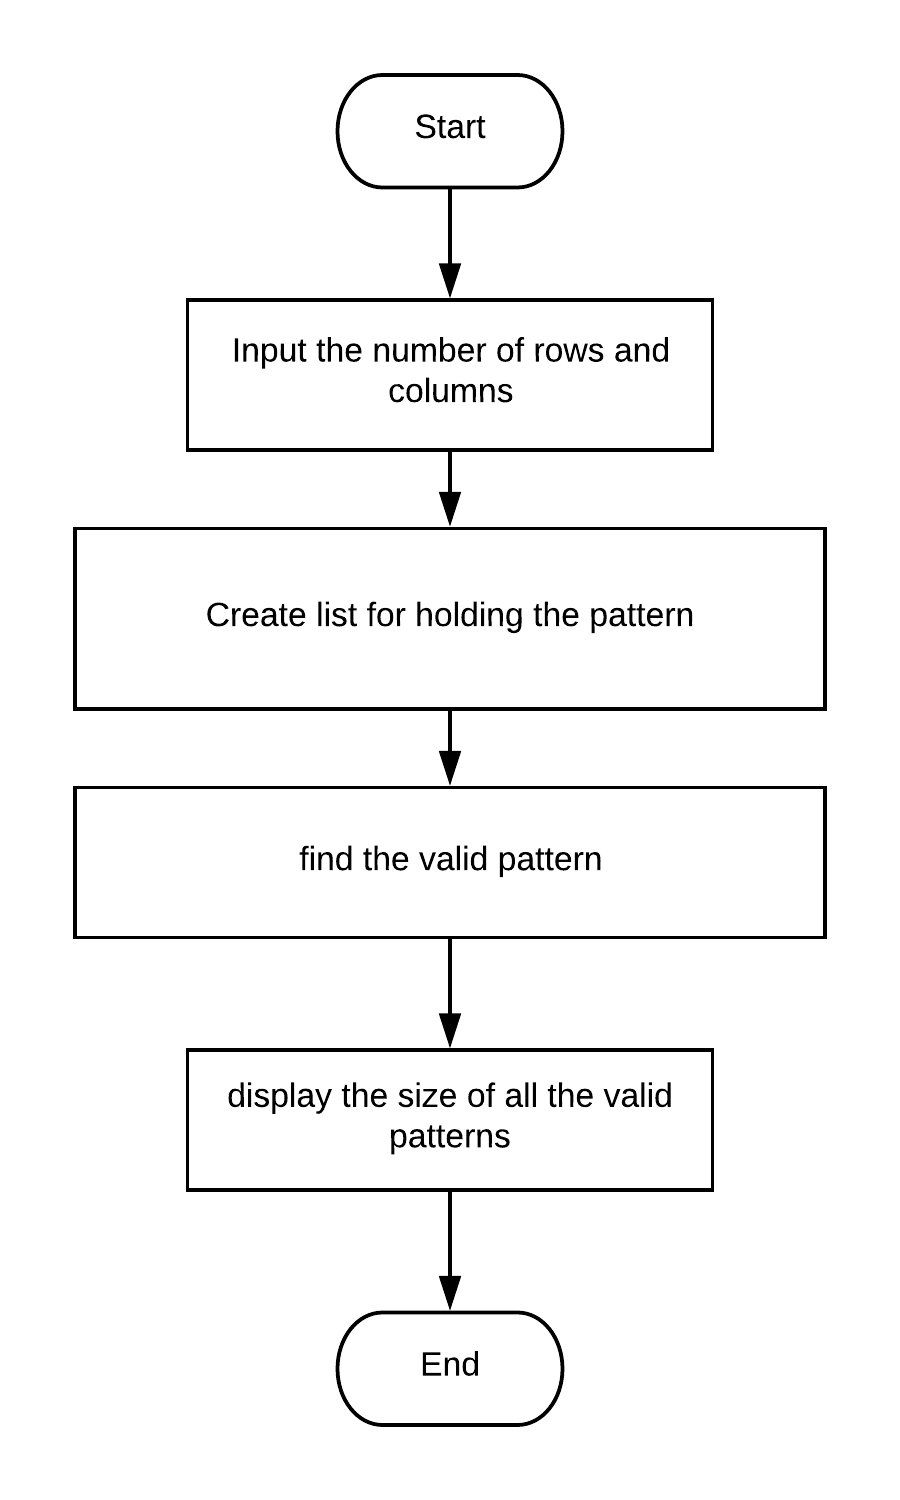 Start
Input the number of rows and
columns
Create list for holding the pattern
find the valid pattern
display the size of all the valid
patterns
End